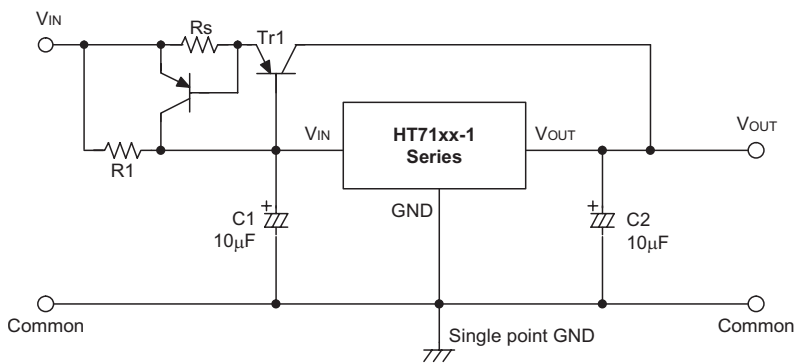 VIN
Rs
Tr1
R1
VIN
HT71xx-1
Series
VOUT
VOUT
GND
C1
10µF
+
C2
10µF
+
Common
Single point GND
Common